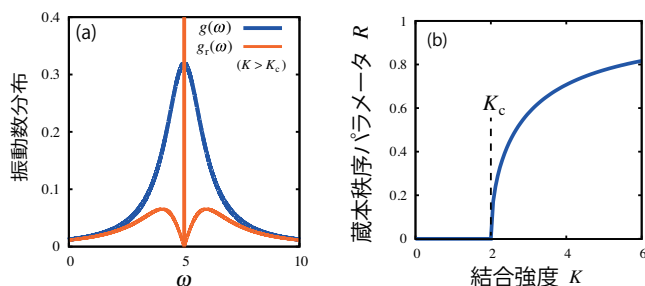 (a)
g(ω)
g_r(ω)
(K > K_c)
振動数分布
0.4
0.3
0.2
0.1
0
0
5
10
ω
(b)
K_c
蔵本秩序パラメータ R
1
0.8
0.6
0.4
0.2
0
0
2
4
6
結合強度 K